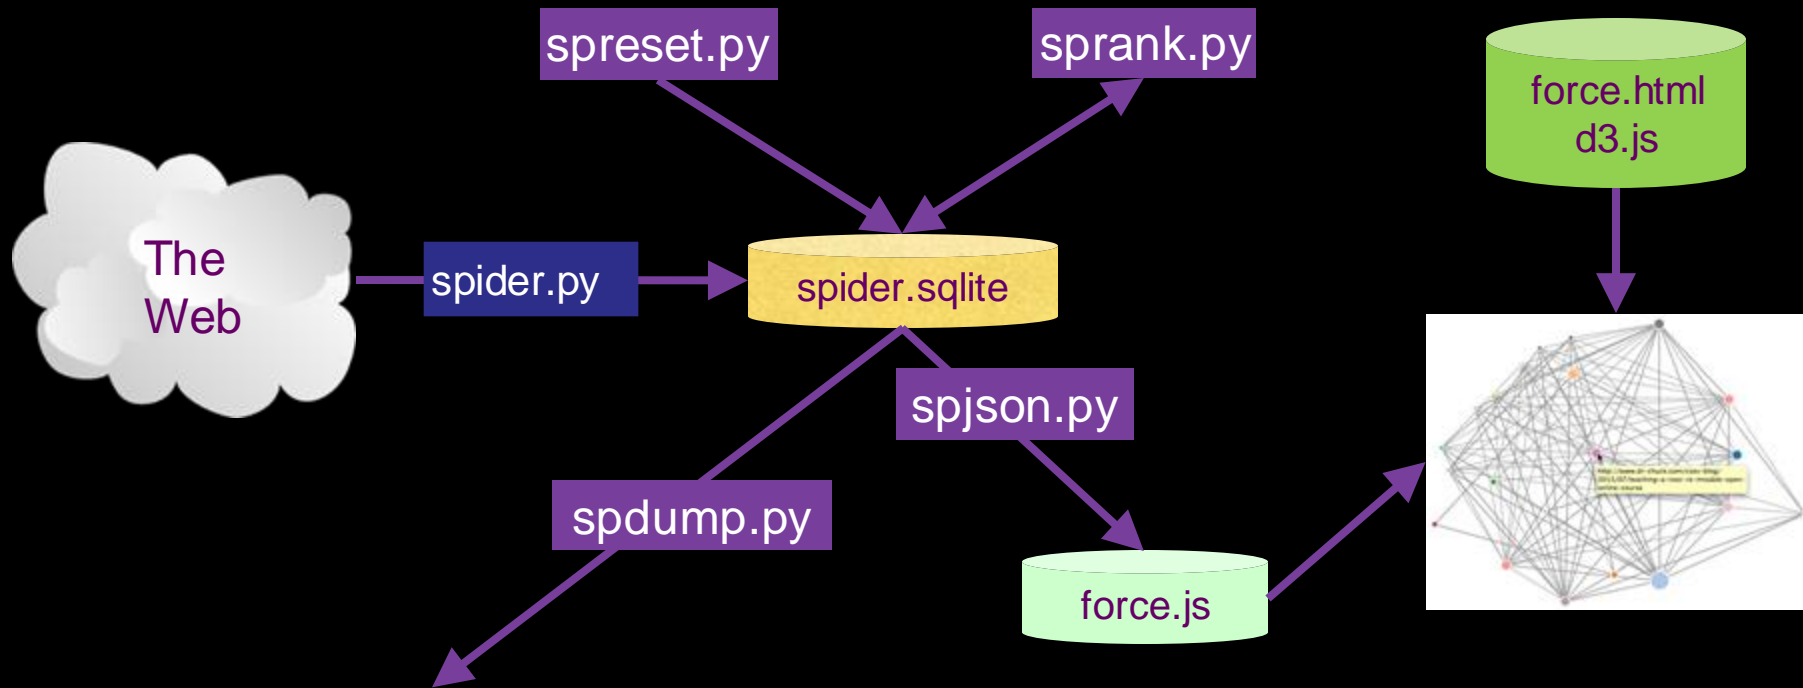 spreset.py
sprank.py
force.html
d3.js
The
Web
spider.py
spider.sqlite
spjson.py
spdump.py
force.js